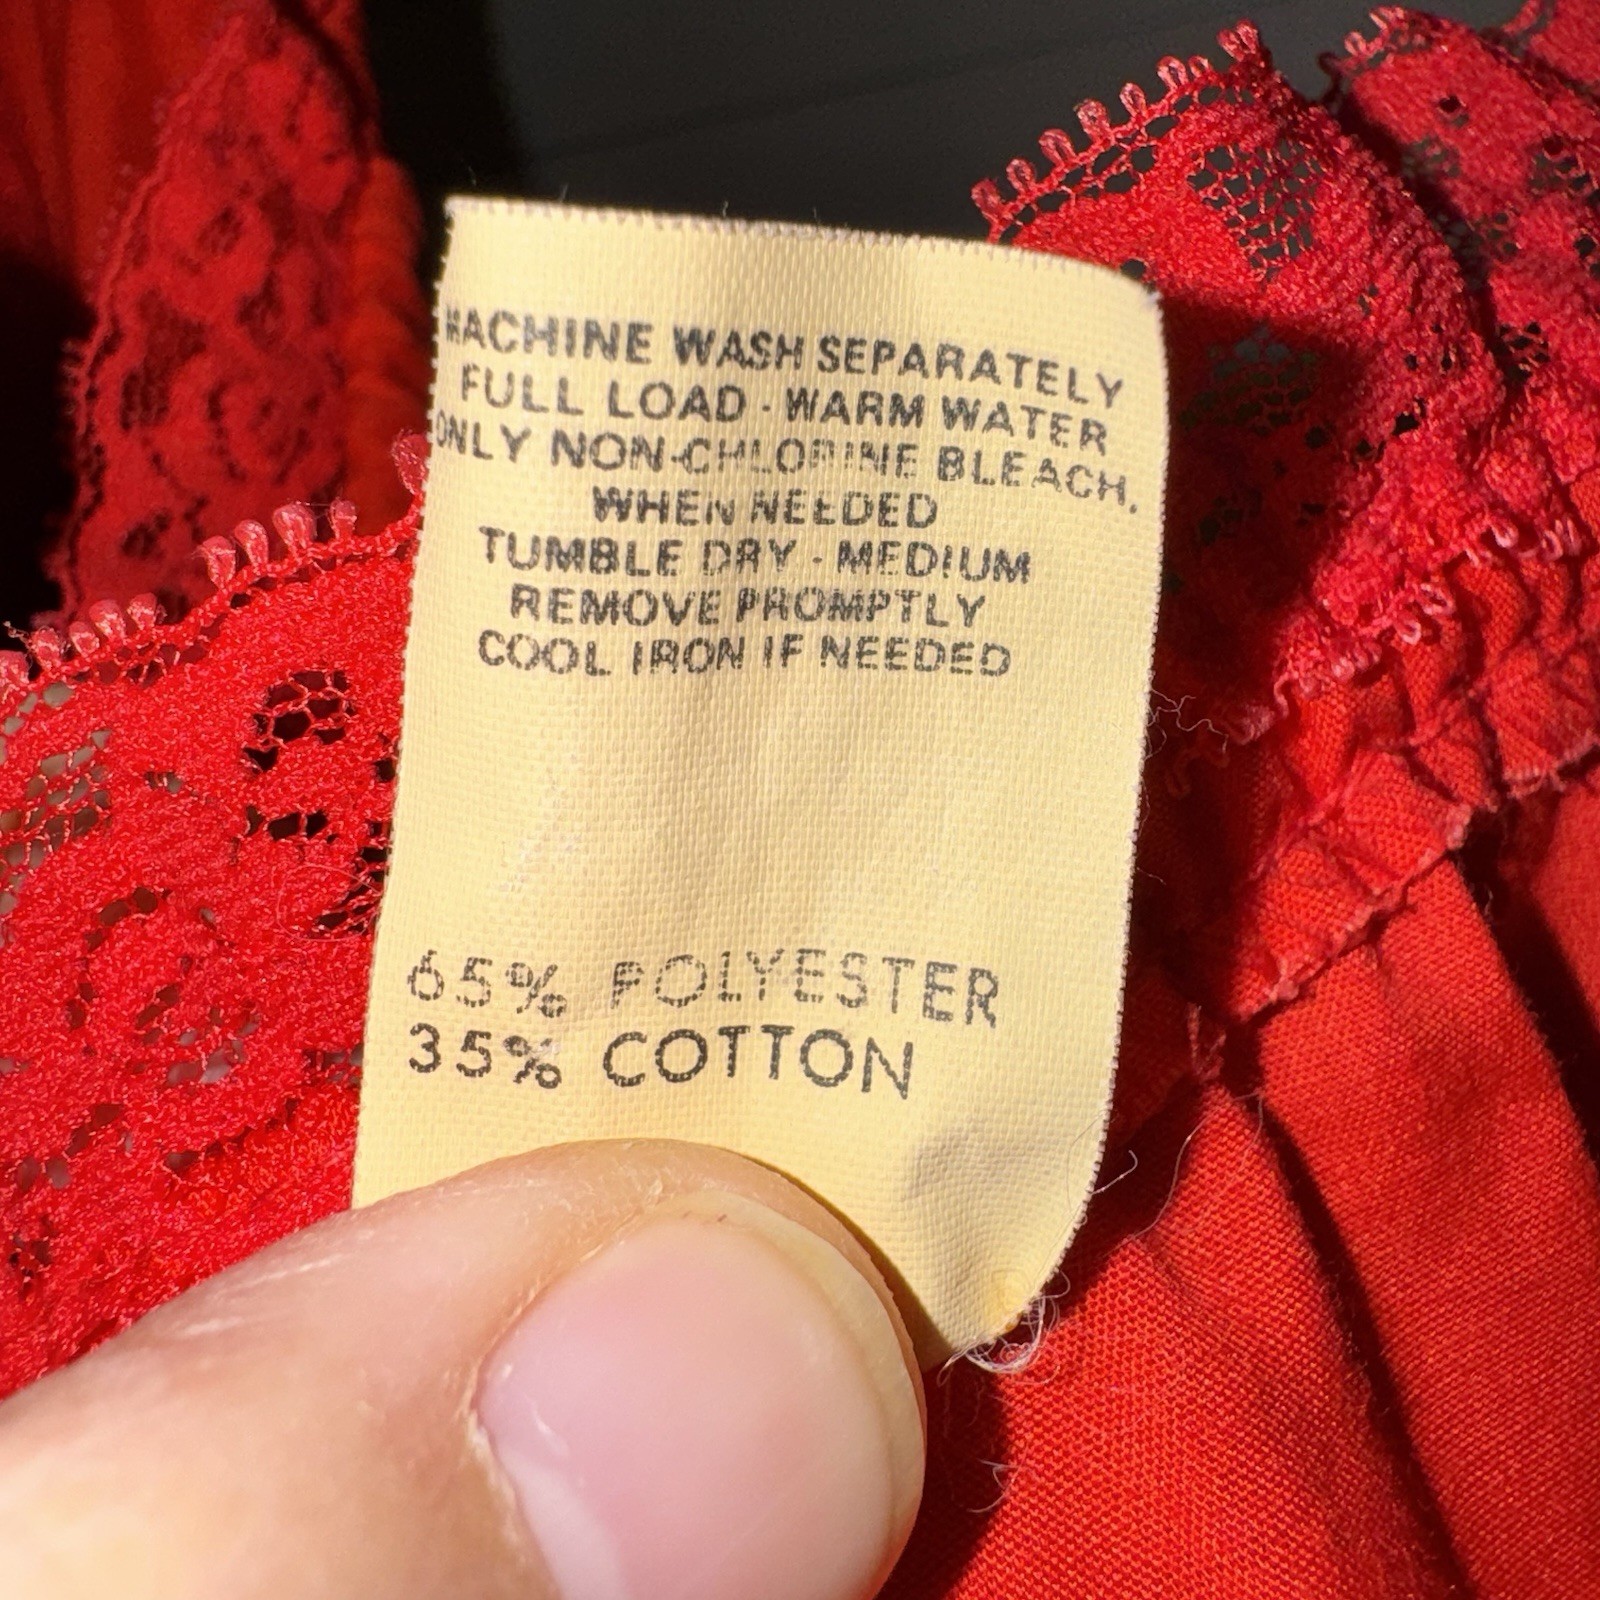 MACHINE WASH SEPARATELY
FULL LOAD - WARM WATER
ONLY NON-CHLORINE BLEACH.
WHEN NEEDED
TUMBLE DRY - MEDIUM
REMOVE PROMPTLY
COOL IRON IF NEEDED
65% POLYESTER
35% COTTON